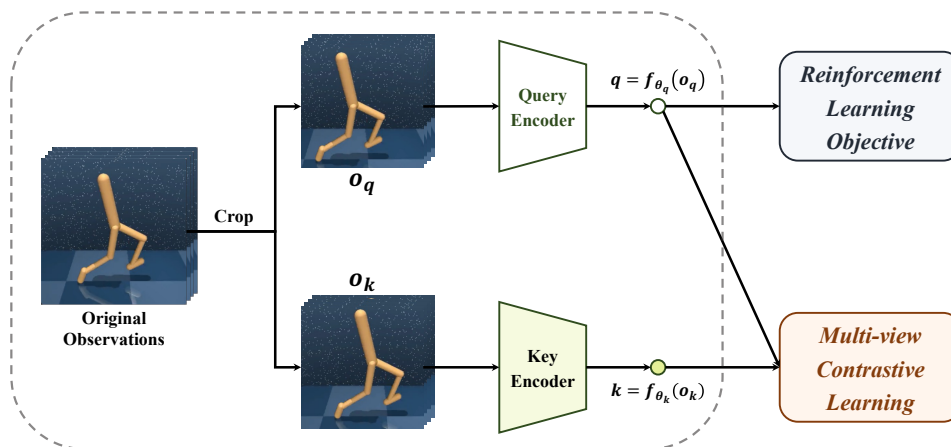 Original
Observations
Crop
o_q
o_k
Query
Encoder
Key
Encoder
q = f_{θ_q}(o_q)
k = f_{θ_k}(o_k)
Reinforcement
Learning
Objective
Multi-view
Contrastive
Learning